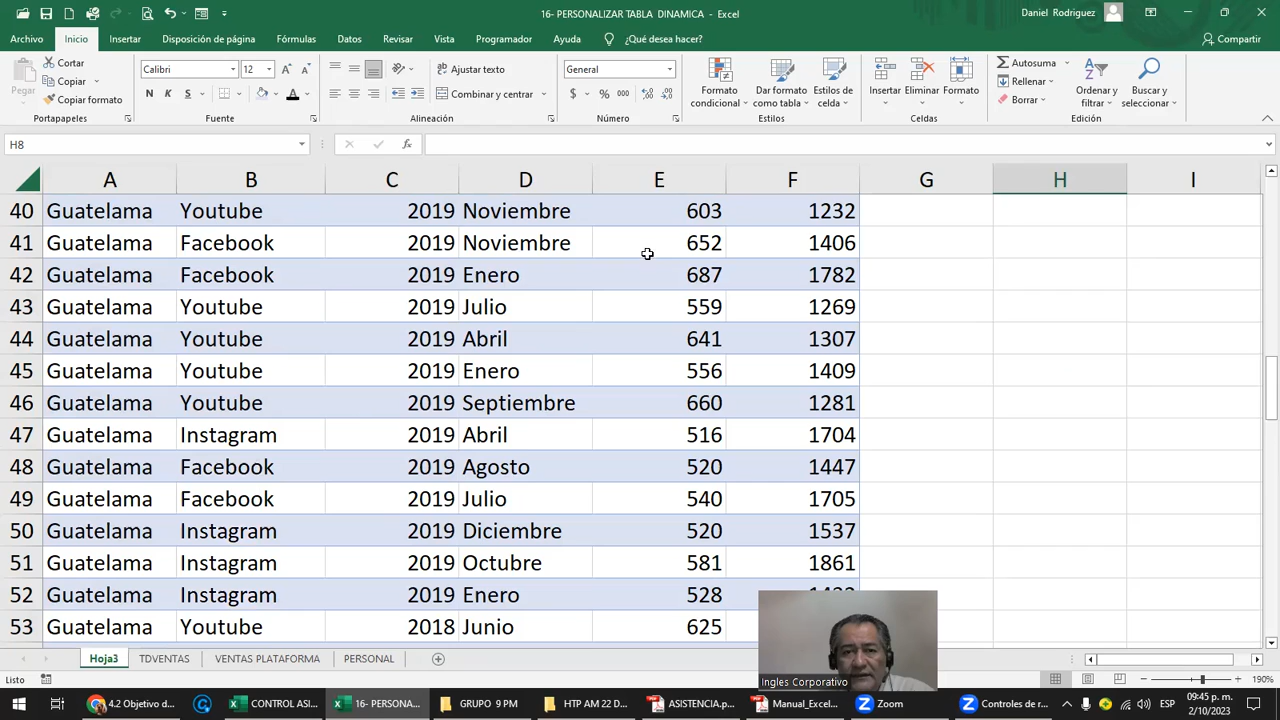 16- PERSONALIZAR TABLA DINAMICA - Excel
Daniel Rodriguez
Archivo Inicio Insertar Disposición de página Fórmulas Datos Revisar Vista Programador Ayuda ¿Qué desea hacer? Compartir
Pegar
Cortar
Copiar
Copiar formato
Portapapeles
Calibri 12
N K S
Fuente
Ajustar texto
Combinar y centrar
Alineación
General
$ % 000
Número
Formato condicional
Dar formato como tabla
Estilos de celda
Estilos
Insertar
Eliminar
Formato
Celdas
Autosuma
Rellenar
Borrar
Ordenar y filtrar
Buscar y seleccionar
Edición
H8
fx
A B C D E F G H I
40 Guatelama Youtube 2019 Noviembre 603 1232
41 Guatelama Facebook 2019 Noviembre 652 1406
42 Guatelama Facebook 2019 Enero 687 1782
43 Guatelama Youtube 2019 Julio 559 1269
44 Guatelama Youtube 2019 Abril 641 1307
45 Guatelama Youtube 2019 Enero 556 1409
46 Guatelama Youtube 2019 Septiembre 660 1281
47 Guatelama Instagram 2019 Abril 516 1704
48 Guatelama Facebook 2019 Agosto 520 1447
49 Guatelama Facebook 2019 Julio 540 1705
50 Guatelama Instagram 2019 Diciembre 520 1537
51 Guatelama Instagram 2019 Octubre 581 1861
52 Guatelama Instagram 2019 Enero 528
53 Guatelama Youtube 2018 Junio 625
Ingles Corporativo
Hoja3 TDVENTAS VENTAS PLATAFORMA PERSONAL
Listo
190%
4.2 Objetivo d...
CONTROL ASI...
16- PERSONA...
GRUPO 9 PM
HTP AM 22 D...
ASISTENCIA.p...
Manual_Exce...
Zoom
Controles de r...
ESP
09:45 p. m.
2/10/2023